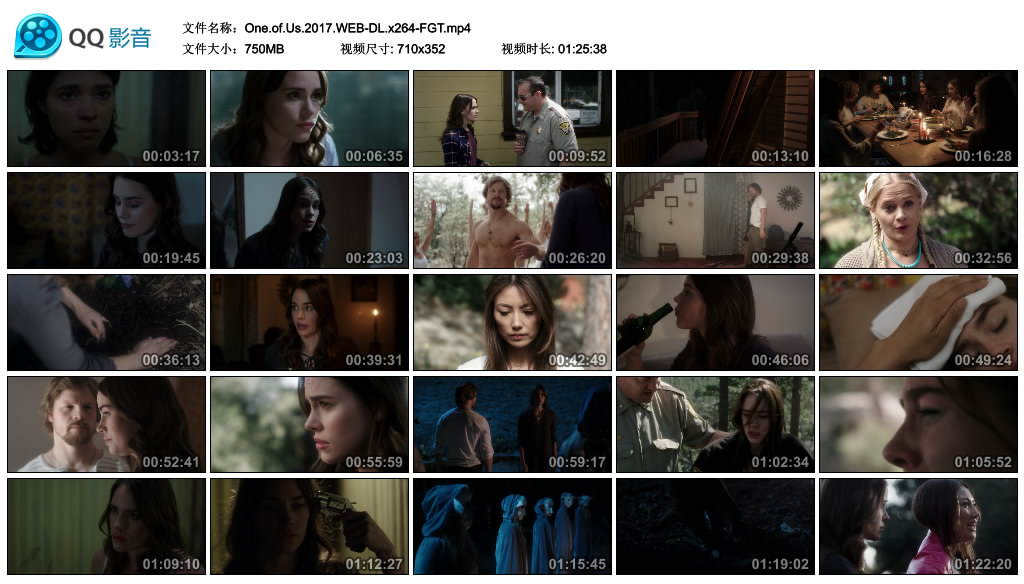 QQ影音
文件名称: One.of.Us.2017.WEB-DL.x264-FGT.mp4
文件大小: 750MB 视频尺寸: 710x352 视频时长: 01:25:38
00:03:17 00:06:35 00:09:52 00:13:10 00:16:28
00:19:45 00:23:03 00:26:20 00:29:38 00:32:56
00:36:13 00:39:31 00:42:49 00:46:06 00:49:24
00:52:41 00:55:59 00:59:17 01:02:34 01:05:52
01:09:10 01:12:27 01:15:45 01:19:02 01:22:20